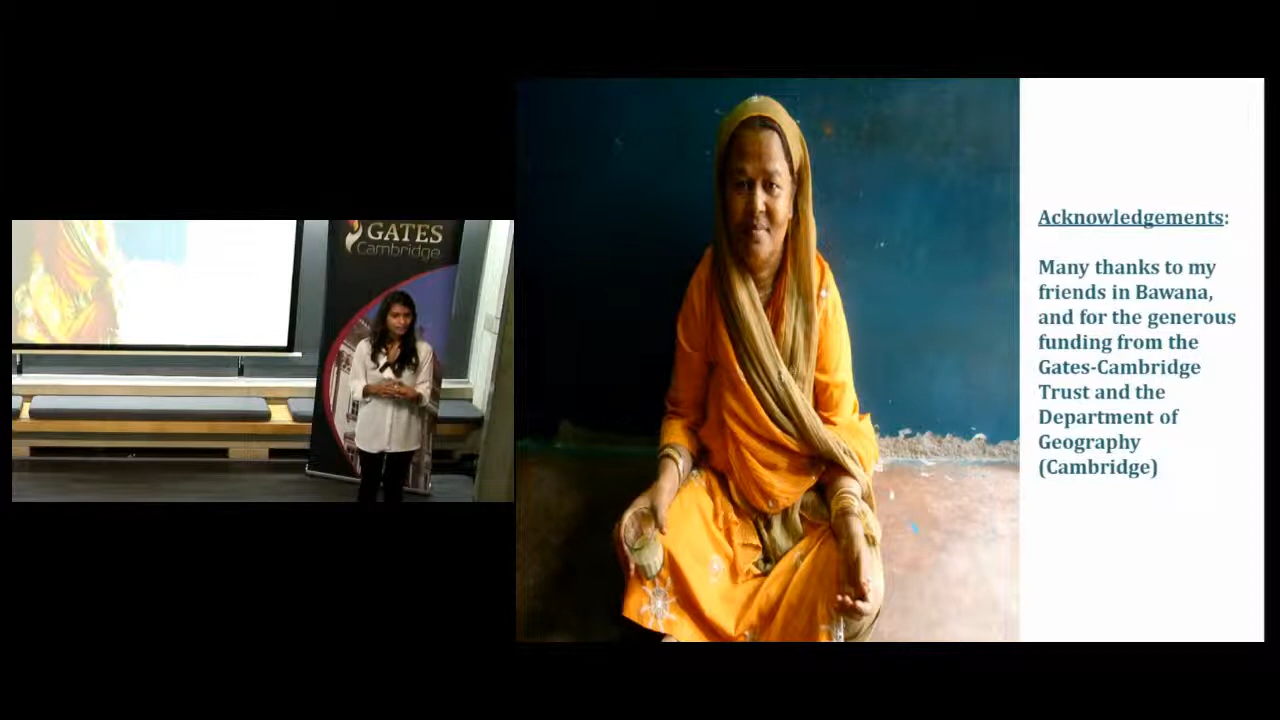 GATES
Cambridge
Acknowledgements:
Many thanks to my
friends in Bawana,
and for the generous
funding from the
Gates-Cambridge
Trust and the
Department of
Geography
(Cambridge)